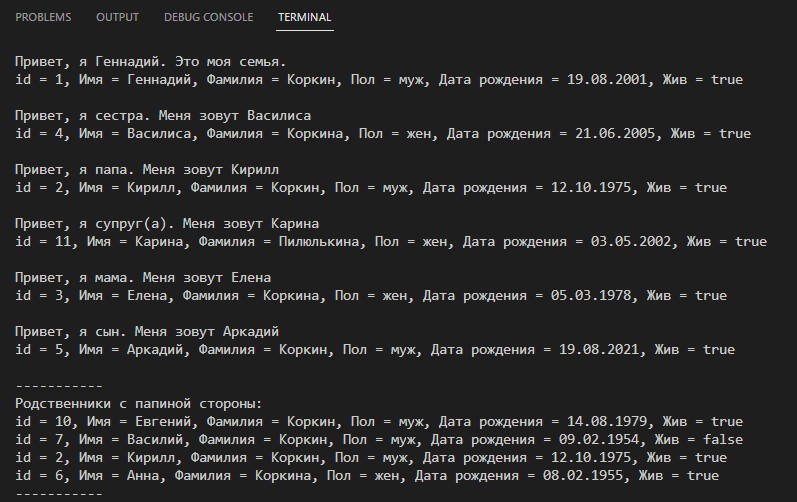 PROBLEMS OUTPUT DEBUG CONSOLE TERMINAL
Привет, я Геннадий. Это моя семья.
id = 1, Имя = Геннадий, Фамилия = Коркин, Пол = муж, Дата рождения = 19.08.2001, Жив = true
Привет, я сестра. Меня зовут Василиса
id = 4, Имя = Василиса, Фамилия = Коркина, Пол = жен, Дата рождения = 21.06.2005, Жив = true
Привет, я папа. Меня зовут Кирилл
id = 2, Имя = Кирилл, Фамилия = Коркин, Пол = муж, Дата рождения = 12.10.1975, Жив = true
Привет, я супруг(а). Меня зовут Карина
id = 11, Имя = Карина, Фамилия = Пилюлькина, Пол = жен, Дата рождения = 03.05.2002, Жив = true
Привет, я мама. Меня зовут Елена
id = 3, Имя = Елена, Фамилия = Коркина, Пол = жен, Дата рождения = 05.03.1978, Жив = true
Привет, я сын. Меня зовут Аркадий
id = 5, Имя = Аркадий, Фамилия = Коркин, Пол = муж, Дата рождения = 19.08.2021, Жив = true
-----------
Родственники с папиной стороны:
id = 10, Имя = Евгений, Фамилия = Коркин, Пол = муж, Дата рождения = 14.08.1979, Жив = true
id = 7, Имя = Василий, Фамилия = Коркин, Пол = муж, Дата рождения = 09.02.1954, Жив = false
id = 2, Имя = Кирилл, Фамилия = Коркин, Пол = муж, Дата рождения = 12.10.1975, Жив = true
id = 6, Имя = Анна, Фамилия = Коркина, Пол = жен, Дата рождения = 08.02.1955, Жив = true
-----------